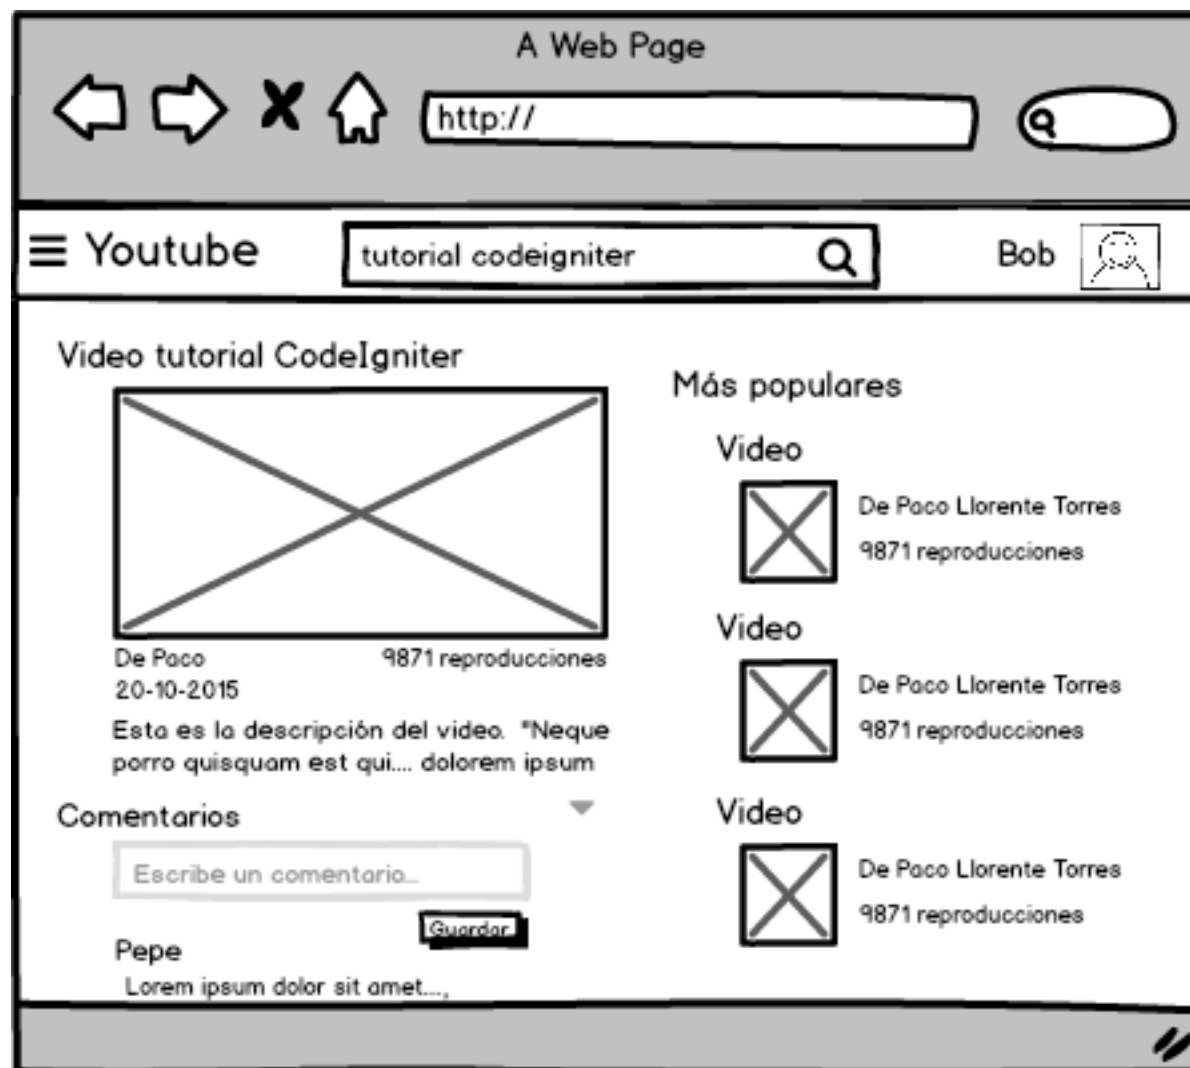 A Web Page
http://
Youtube
tutorial codeigniter
Bob
Video tutorial CodeIgniter
De Paco
9871 reproducciones
20-10-2015
Esta es la descripción del video. "Neque
porro quisquam est qui.... dolorem ipsum
Comentarios
Escribe un comentario...
Guardar
Pepe
Lorem ipsum dolor sit amet...,
Más populares
Video
De Paco Llorente Torres
9871 reproducciones
Video
De Paco Llorente Torres
9871 reproducciones
Video
De Paco Llorente Torres
9871 reproducciones